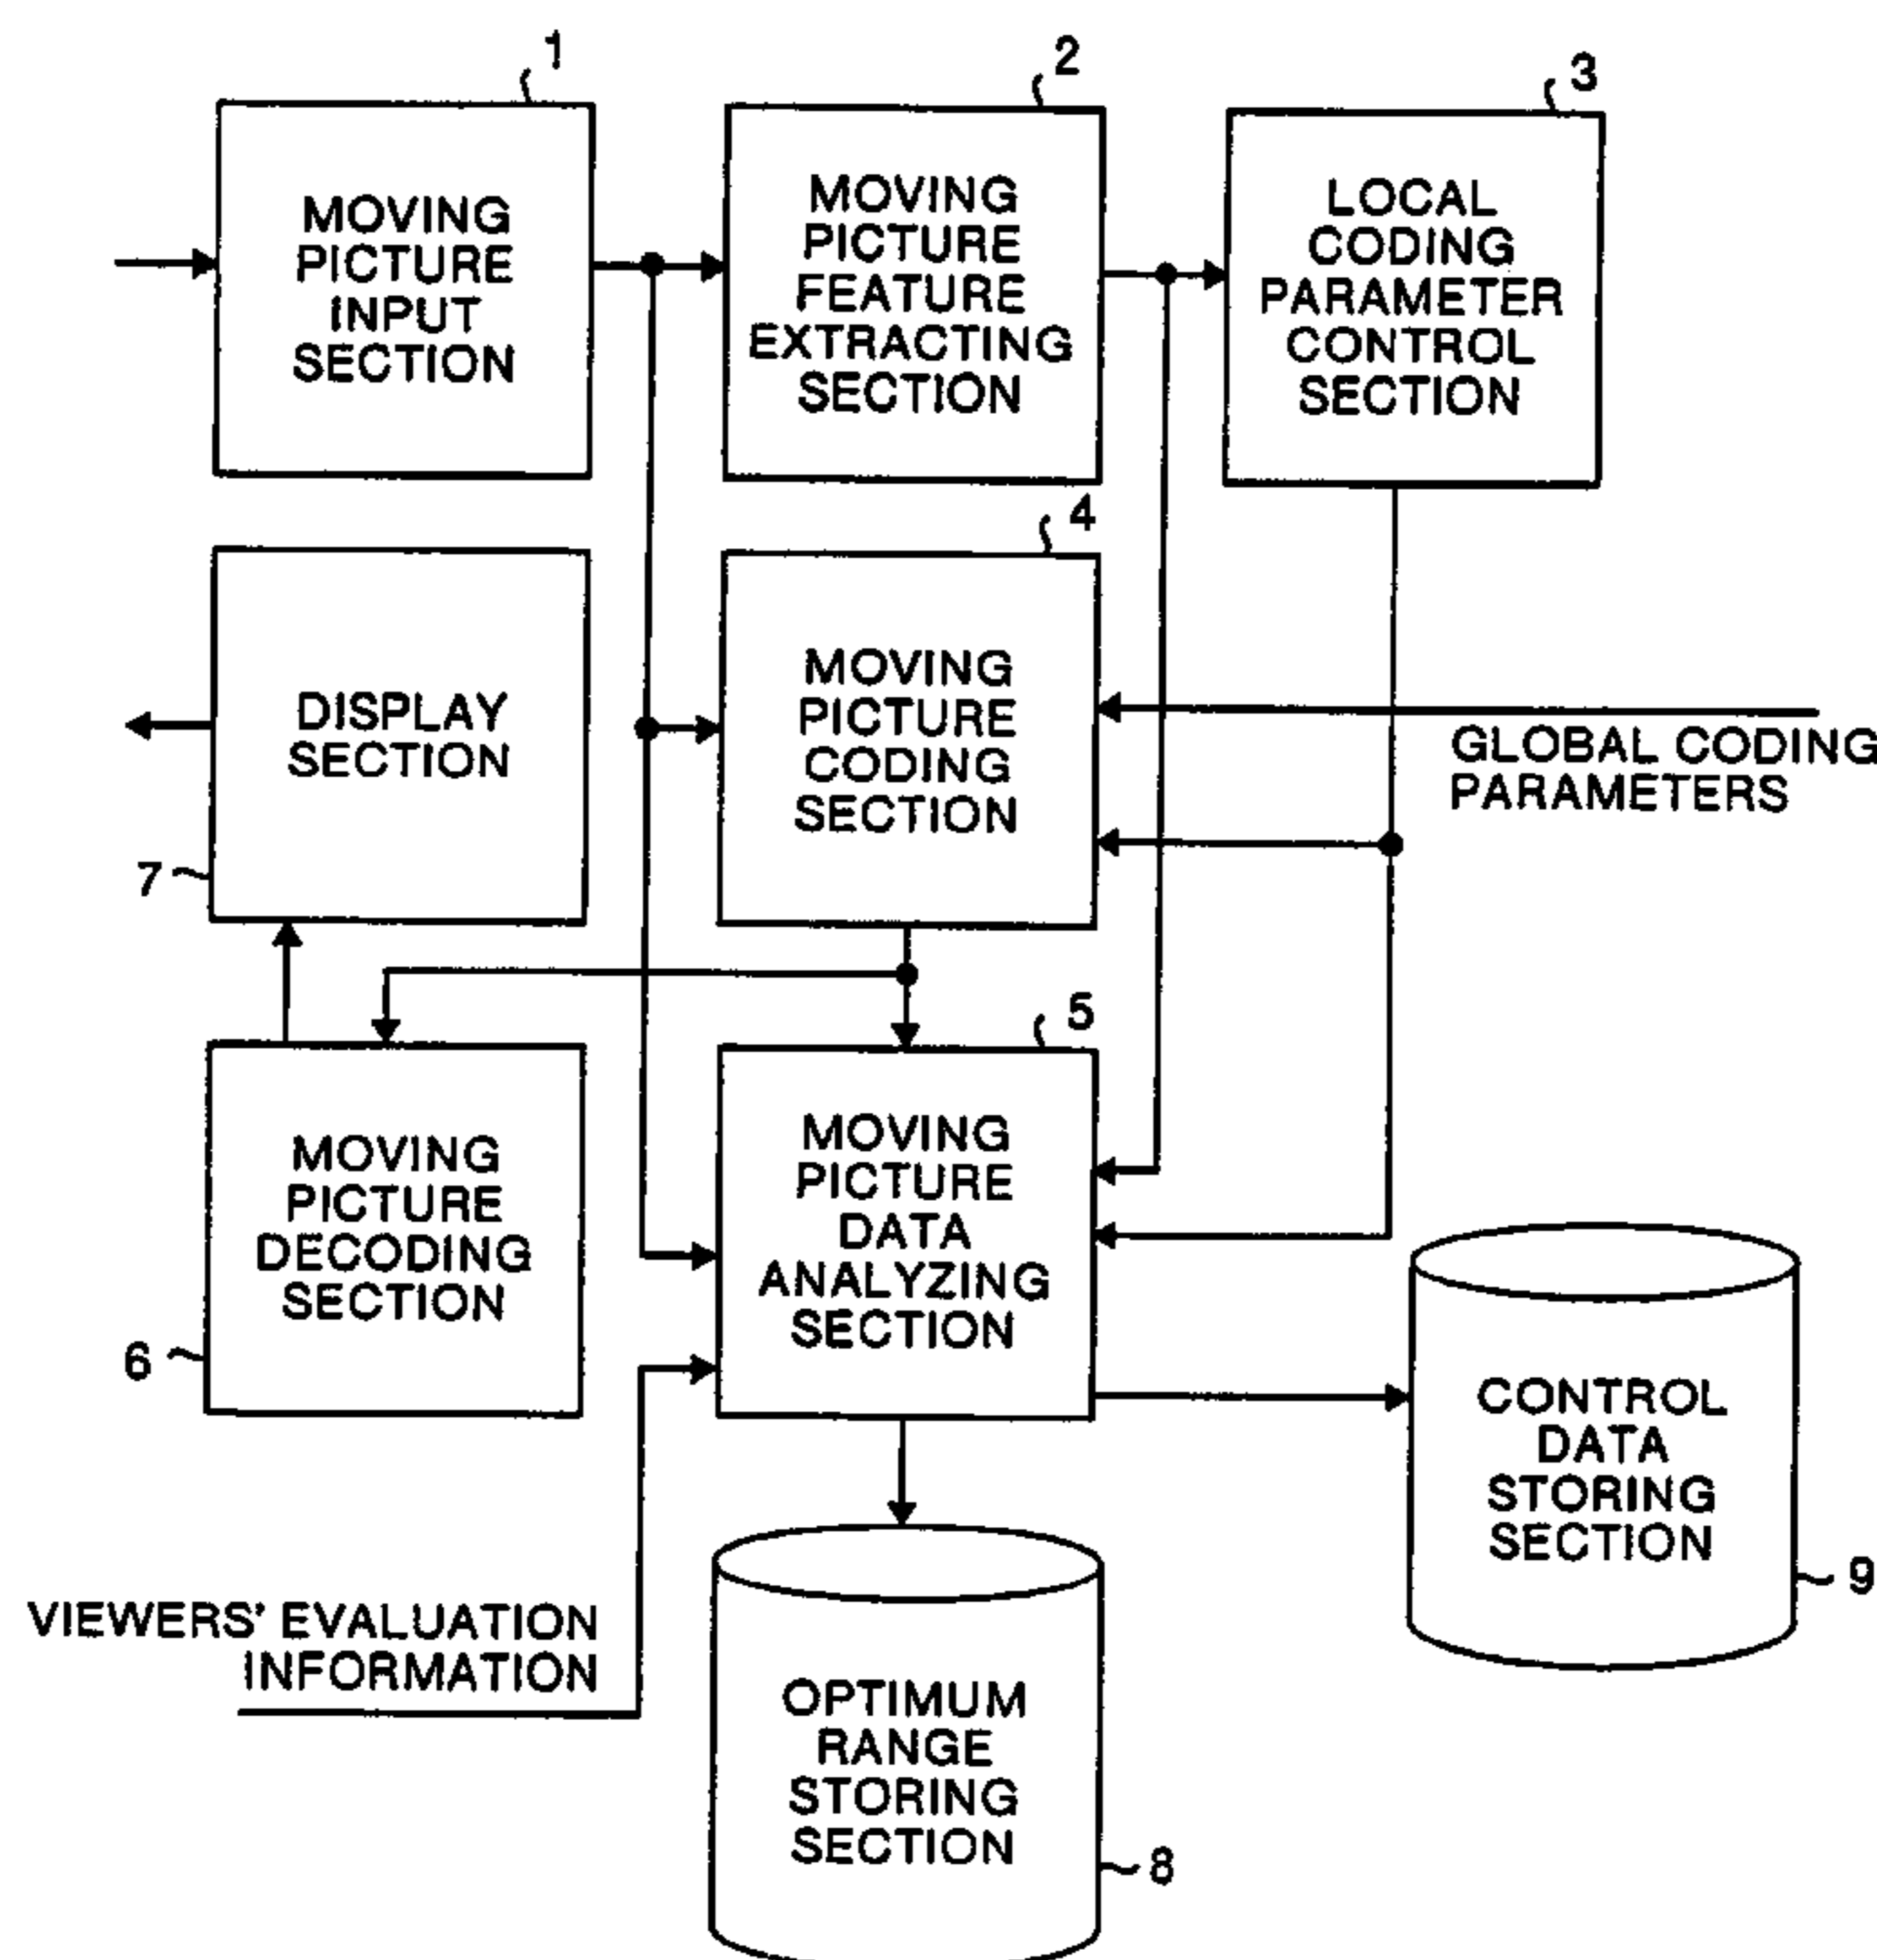 1
MOVING
PICTURE
INPUT
SECTION
2
MOVING
PICTURE
FEATURE
EXTRACTING
SECTION
3
LOCAL
CODING
PARAMETER
CONTROL
SECTION
7
DISPLAY
SECTION
4
MOVING
PICTURE
CODING
SECTION
GLOBAL CODING
PARAMETERS
6
MOVING
PICTURE
DECODING
SECTION
5
MOVING
PICTURE
DATA
ANALYZING
SECTION
CONTROL
DATA
STORING
SECTION
9
VIEWERS' EVALUATION
INFORMATION
OPTIMUM
RANGE
STORING
SECTION
8